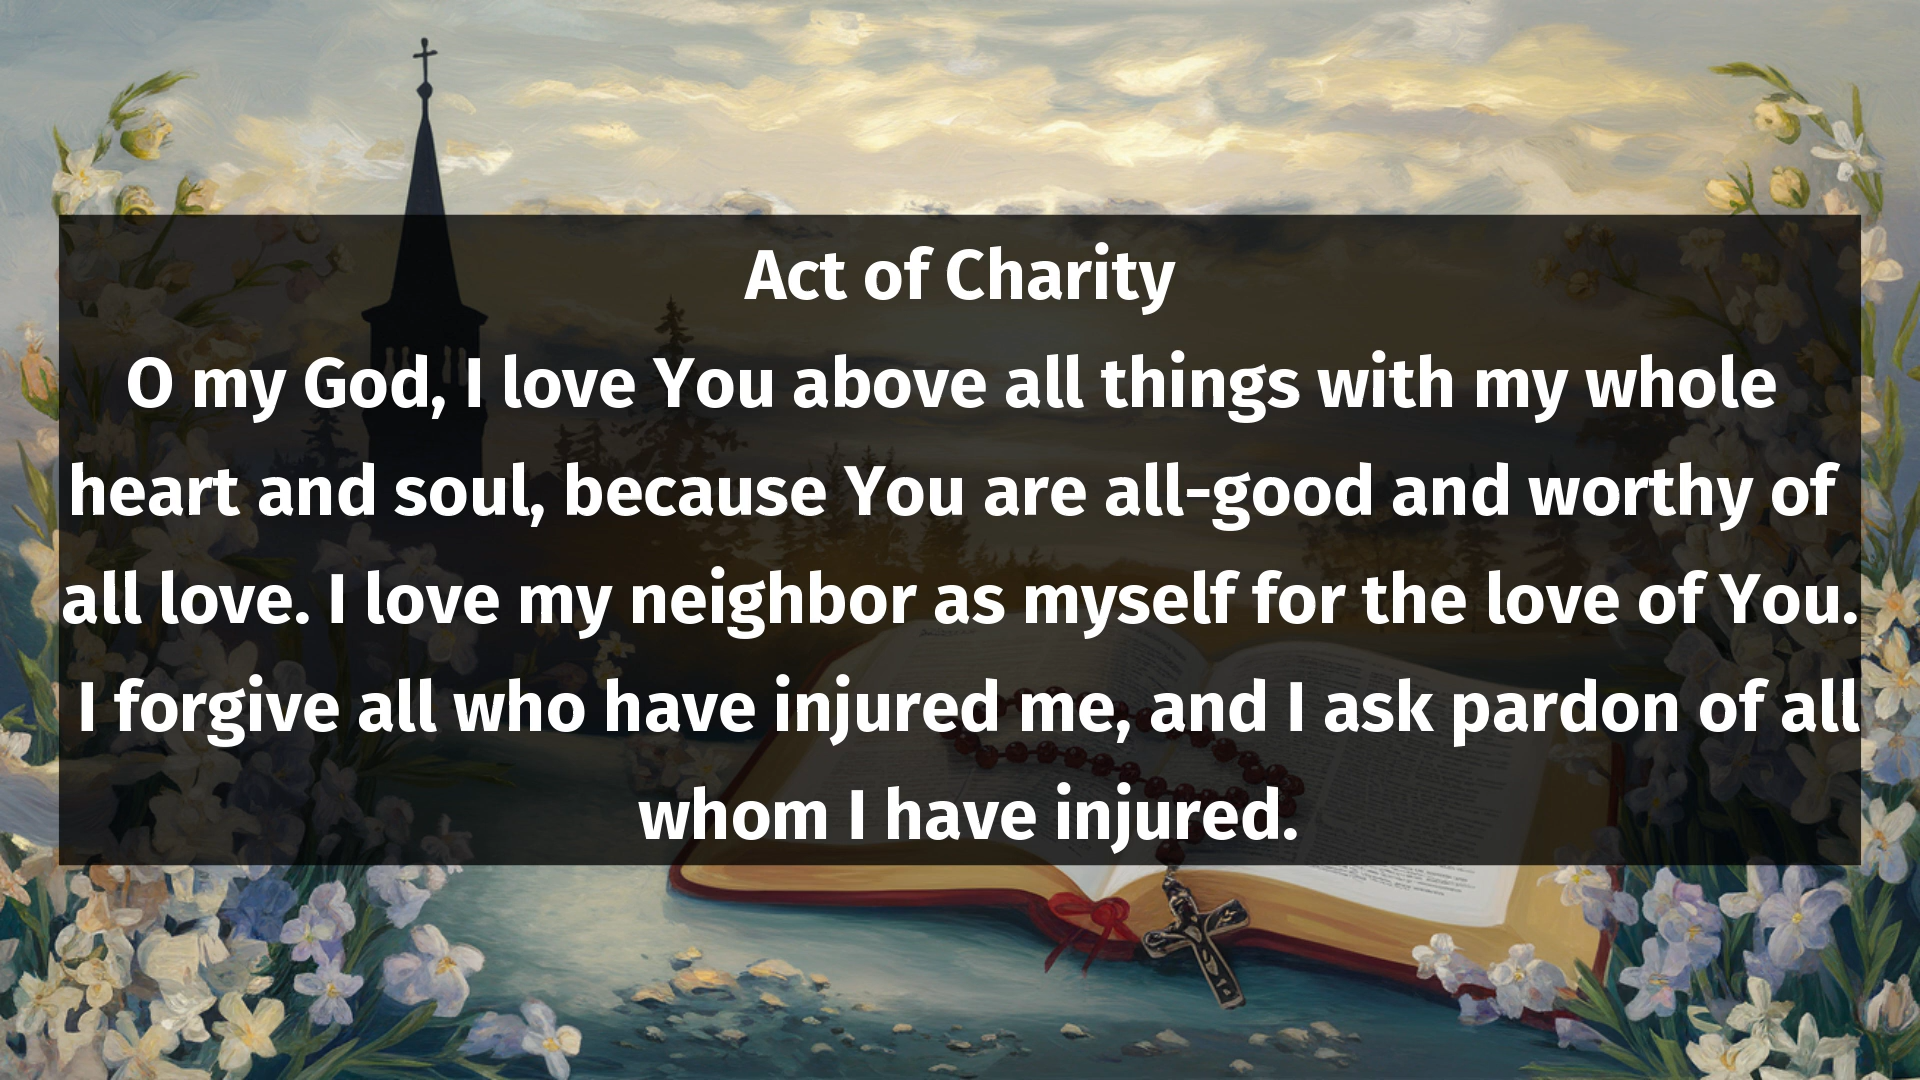 Act of Charity
O my God, I love You above all things with my whole
heart and soul, because You are all-good and worthy of
all love. I love my neighbor as myself for the love of You.
I forgive all who have injured me, and I ask pardon of all
whom I have injured.